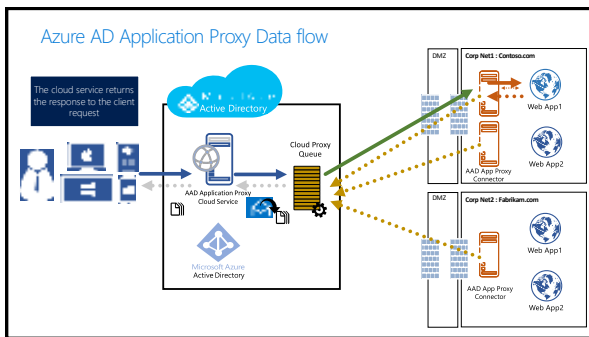 Azure AD Application Proxy Data flow
The cloud service returns
the response to the client
request
Active Directory
Cloud Proxy
Queue
AAD Application Proxy
Cloud Service
Microsoft Azure
Active Directory
DMZ
Corp Net1 : Contoso.com
Web App1
Web App2
AAD App Proxy
Connector
DMZ
Corp Net2 : Fabrikam.com
Web App1
Web App2
AAD App Proxy
Connector